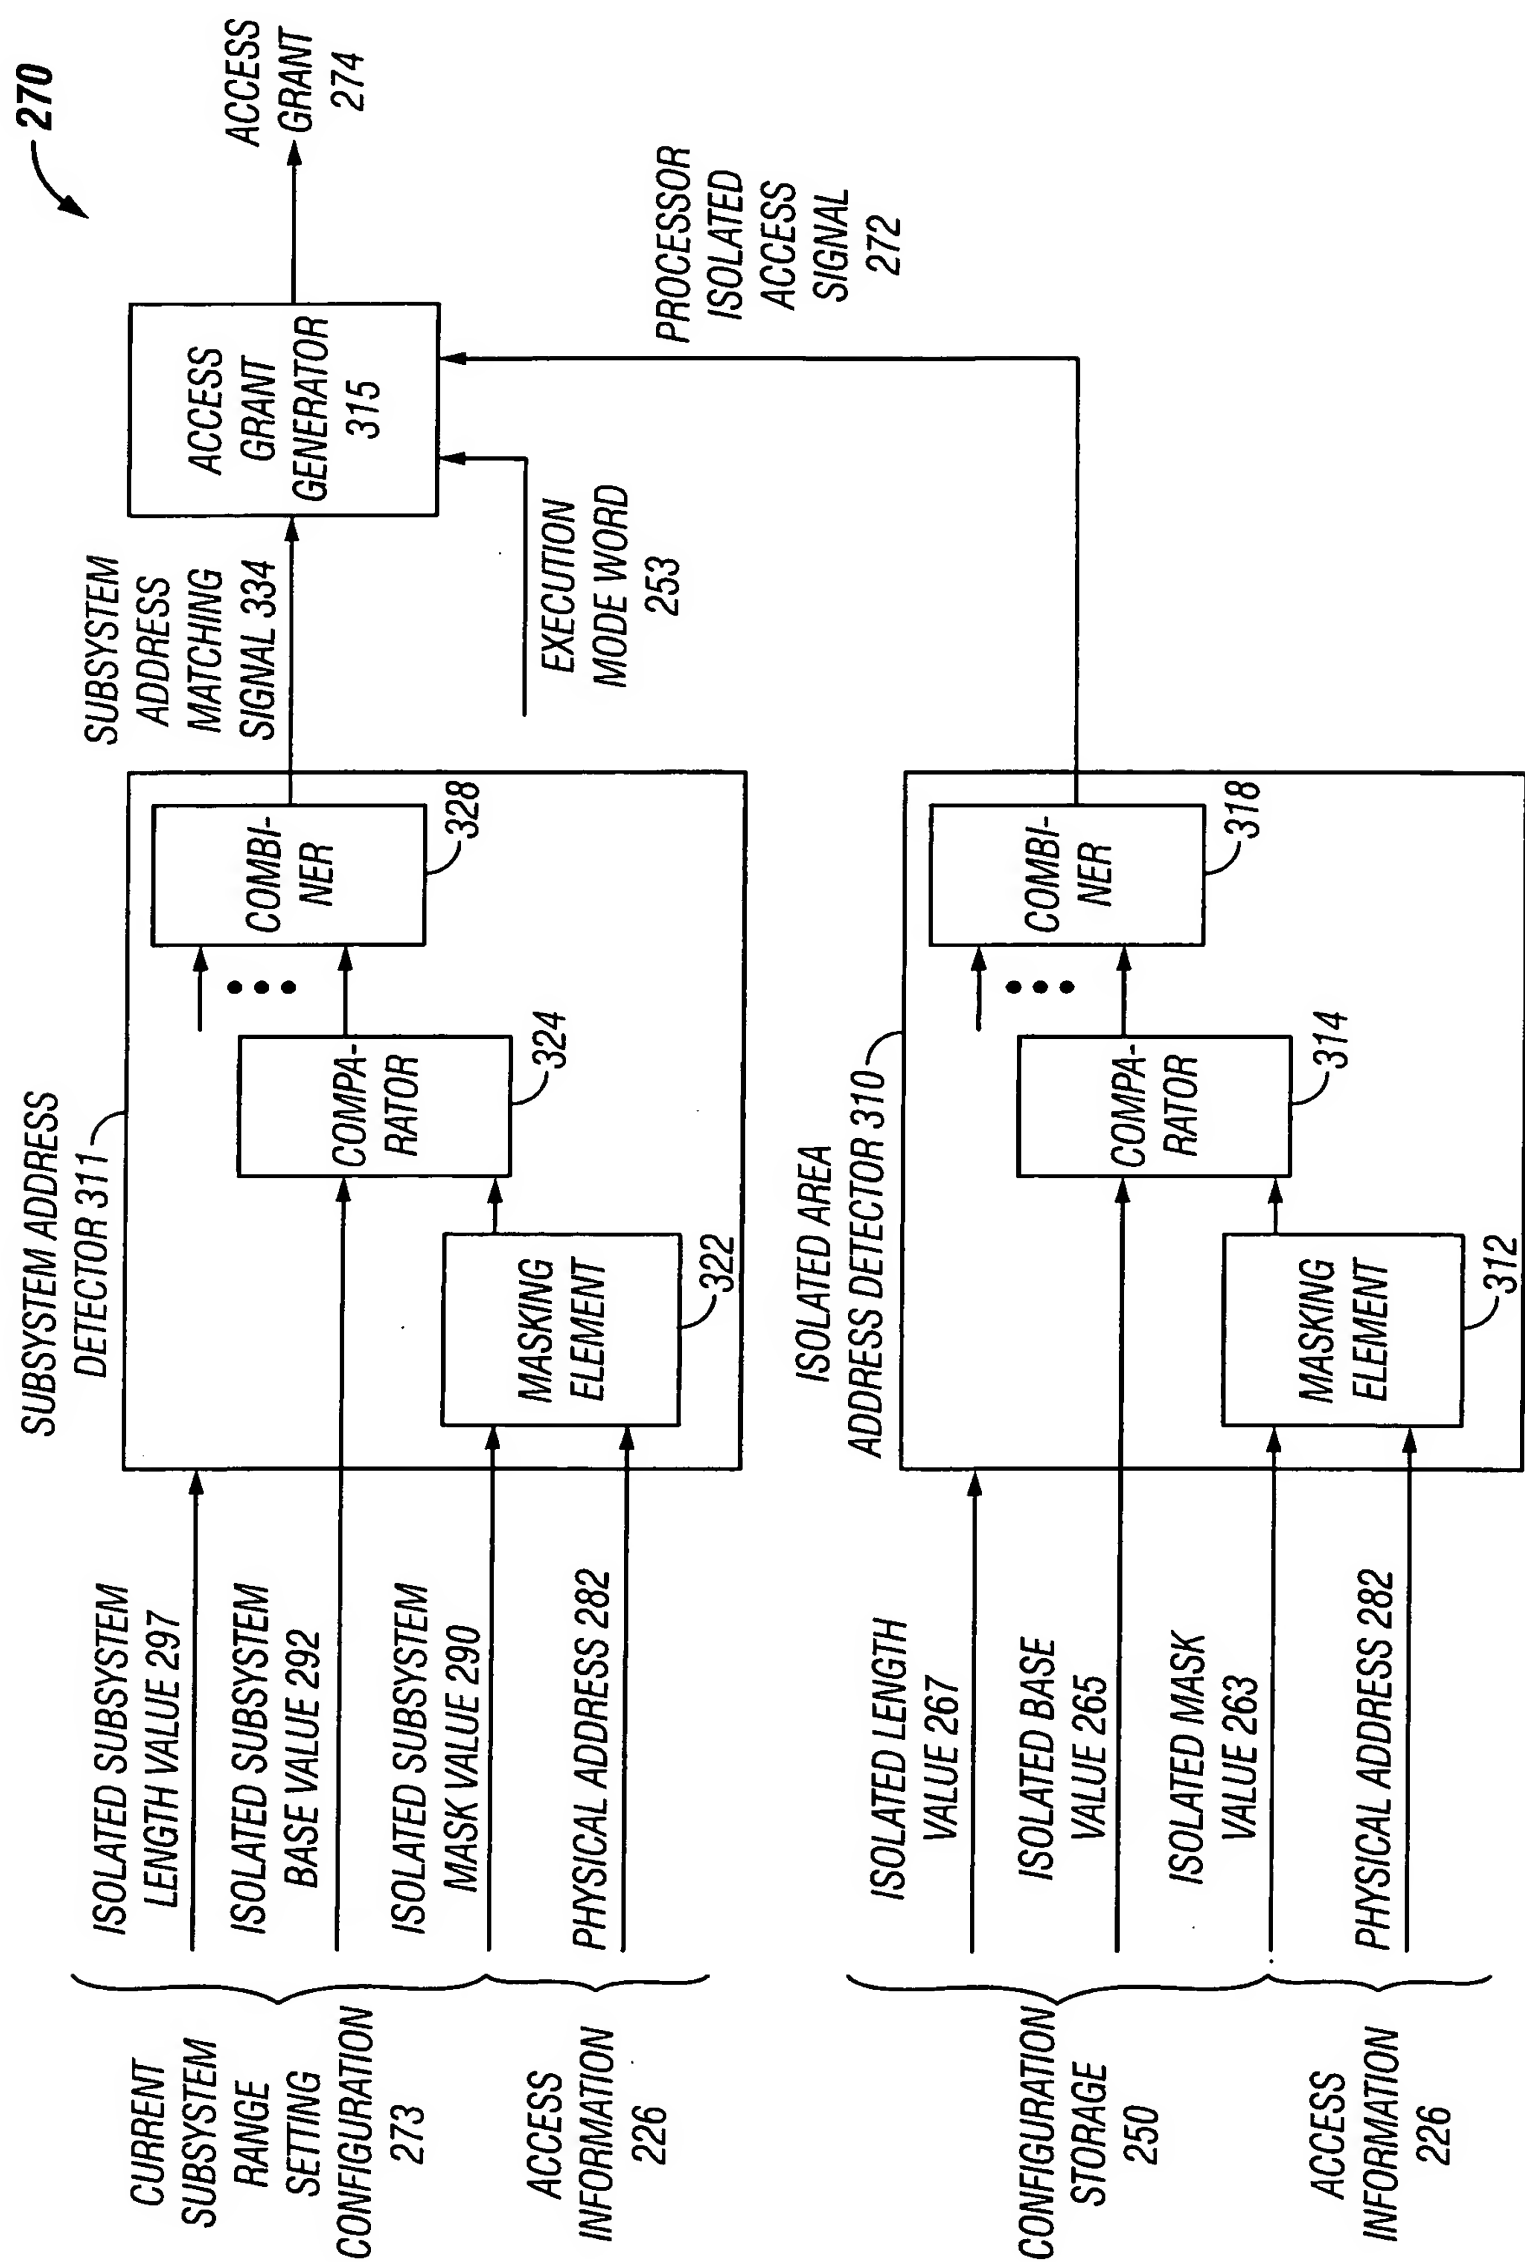 270
CURRENT
SUBSYSTEM
RANGE
SETTING
CONFIGURATION
273
ACCESS
INFORMATION
226
ISOLATED SUBSYSTEM
LENGTH VALUE 297
ISOLATED SUBSYSTEM
BASE VALUE 292
ISOLATED SUBSYSTEM
MASK VALUE 290
PHYSICAL ADDRESS 282
SUBSYSTEM ADDRESS
DETECTOR 311
MASKING
ELEMENT
322
COMPA-
RATOR
324
COMBI-
NER
328
SUBSYSTEM
ADDRESS
MATCHING
SIGNAL 334
EXECUTION
MODE WORD
253
ACCESS
GRANT
GENERATOR
315
ACCESS
GRANT
274
PROCESSOR
ISOLATED
ACCESS
SIGNAL
272
CONFIGURATION
STORAGE
250
ACCESS
INFORMATION
226
ISOLATED LENGTH
VALUE 267
ISOLATED BASE
VALUE 265
ISOLATED MASK
VALUE 263
PHYSICAL ADDRESS 282
ISOLATED AREA
ADDRESS DETECTOR 310
MASKING
ELEMENT
312
COMPA-
RATOR
314
COMBI-
NER
318